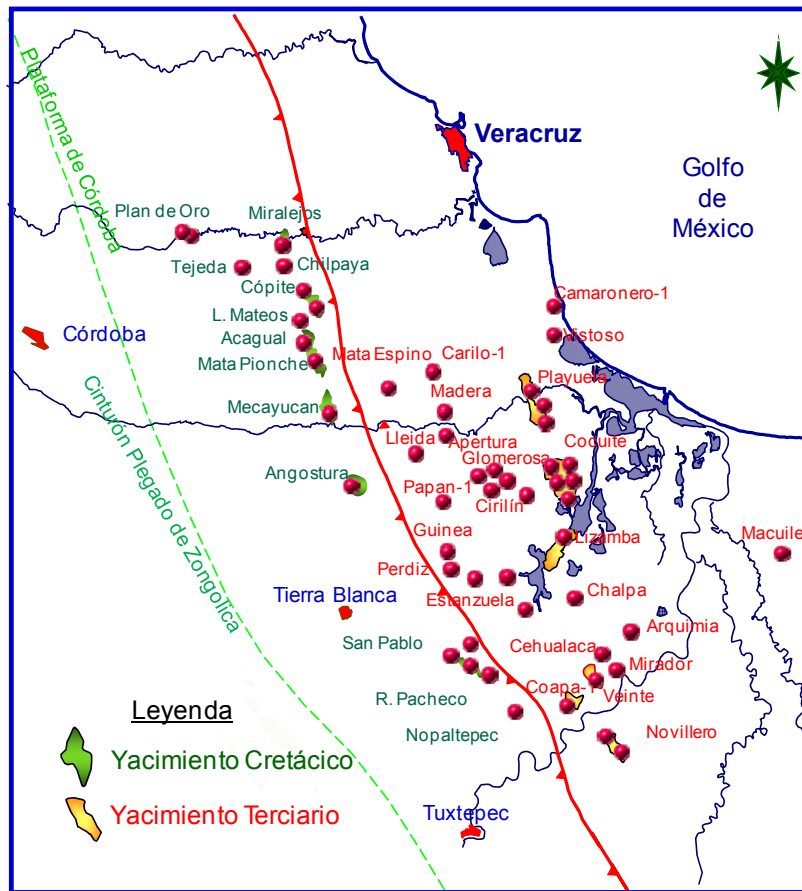 Plataforma de Córdoba
Veracruz
Golfo
de
México
Plan de Oro
Miralejos
Tejeda
Chilpaya
Cópite
Camaronero-1
L. Mateos
Vistoso
Córdoba
Acagual
Mata Pionche
Mata Espino
Carilo-1
Playuela
Mecayucan
Madera
Cinturón Plegado de Zongolica
Lleida
Apertura
Cocuite
Glomerosa
Angostura
Papan-1
Cirilín
Guinea
Lizamba
Macuile
Perdiz
Tierra Blanca
Estanzuela
Chalpa
Arquimia
San Pablo
Cehualaca
Mirador
R. Pacheco
Coapa-1
Veinte
Nopaltepec
Novillero
Leyenda
Yacimiento Cretácico
Yacimiento Terciario
Tuxtepec